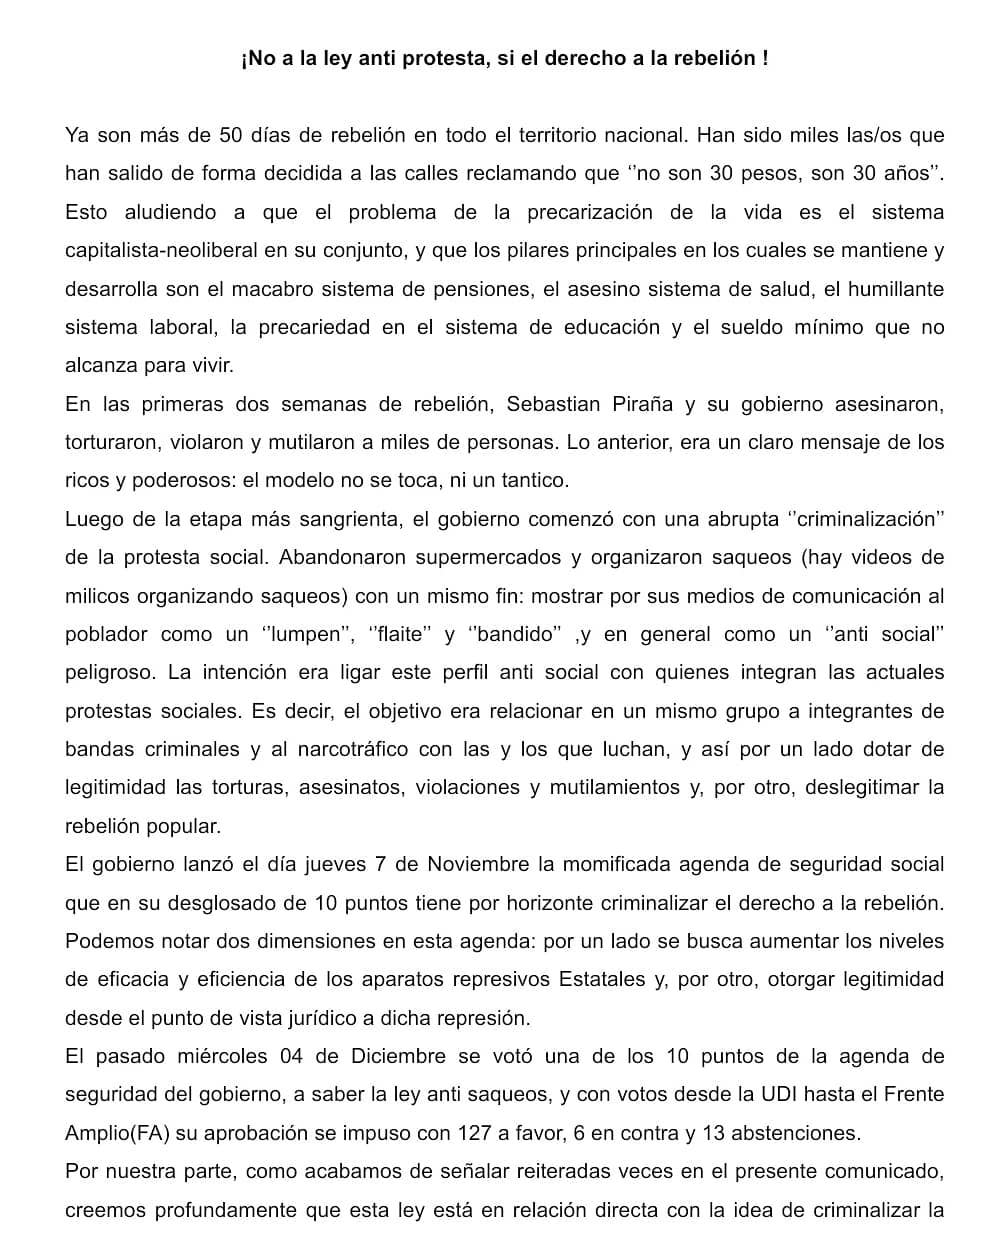 ¡No a la ley anti protesta, si el derecho a la rebelión !
Ya son más de 50 días de rebelión en todo el territorio nacional. Han sido miles las/os que
han salido de forma decidida a las calles reclamando que ‘’no son 30 pesos, son 30 años’’.
Esto aludiendo a que el problema de la precarización de la vida es el sistema
capitalista-neoliberal en su conjunto, y que los pilares principales en los cuales se mantiene y
desarrolla son el macabro sistema de pensiones, el asesino sistema de salud, el humillante
sistema laboral, la precariedad en el sistema de educación y el sueldo mínimo que no
alcanza para vivir.
En las primeras dos semanas de rebelión, Sebastian Piraña y su gobierno asesinaron,
torturaron, violaron y mutilaron a miles de personas. Lo anterior, era un claro mensaje de los
ricos y poderosos: el modelo no se toca, ni un tantico.
Luego de la etapa más sangrienta, el gobierno comenzó con una abrupta ‘’criminalización’’
de la protesta social. Abandonaron supermercados y organizaron saqueos (hay videos de
milicos organizando saqueos) con un mismo fin: mostrar por sus medios de comunicación al
poblador como un ‘’lumpen’’, ‘’flaite’’ y ‘’bandido’’ ,y en general como un ‘’anti social’’
peligroso. La intención era ligar este perfil anti social con quienes integran las actuales
protestas sociales. Es decir, el objetivo era relacionar en un mismo grupo a integrantes de
bandas criminales y al narcotráfico con las y los que luchan, y así por un lado dotar de
legitimidad las torturas, asesinatos, violaciones y mutilamientos y, por otro, deslegitimar la
rebelión popular.
El gobierno lanzó el día jueves 7 de Noviembre la momificada agenda de seguridad social
que en su desglosado de 10 puntos tiene por horizonte criminalizar el derecho a la rebelión.
Podemos notar dos dimensiones en esta agenda: por un lado se busca aumentar los niveles
de eficacia y eficiencia de los aparatos represivos Estatales y, por otro, otorgar legitimidad
desde el punto de vista jurídico a dicha represión.
El pasado miércoles 04 de Diciembre se votó una de los 10 puntos de la agenda de
seguridad del gobierno, a saber la ley anti saqueos, y con votos desde la UDI hasta el Frente
Amplio(FA) su aprobación se impuso con 127 a favor, 6 en contra y 13 abstenciones.
Por nuestra parte, como acabamos de señalar reiteradas veces en el presente comunicado,
creemos profundamente que esta ley está en relación directa con la idea de criminalizar la